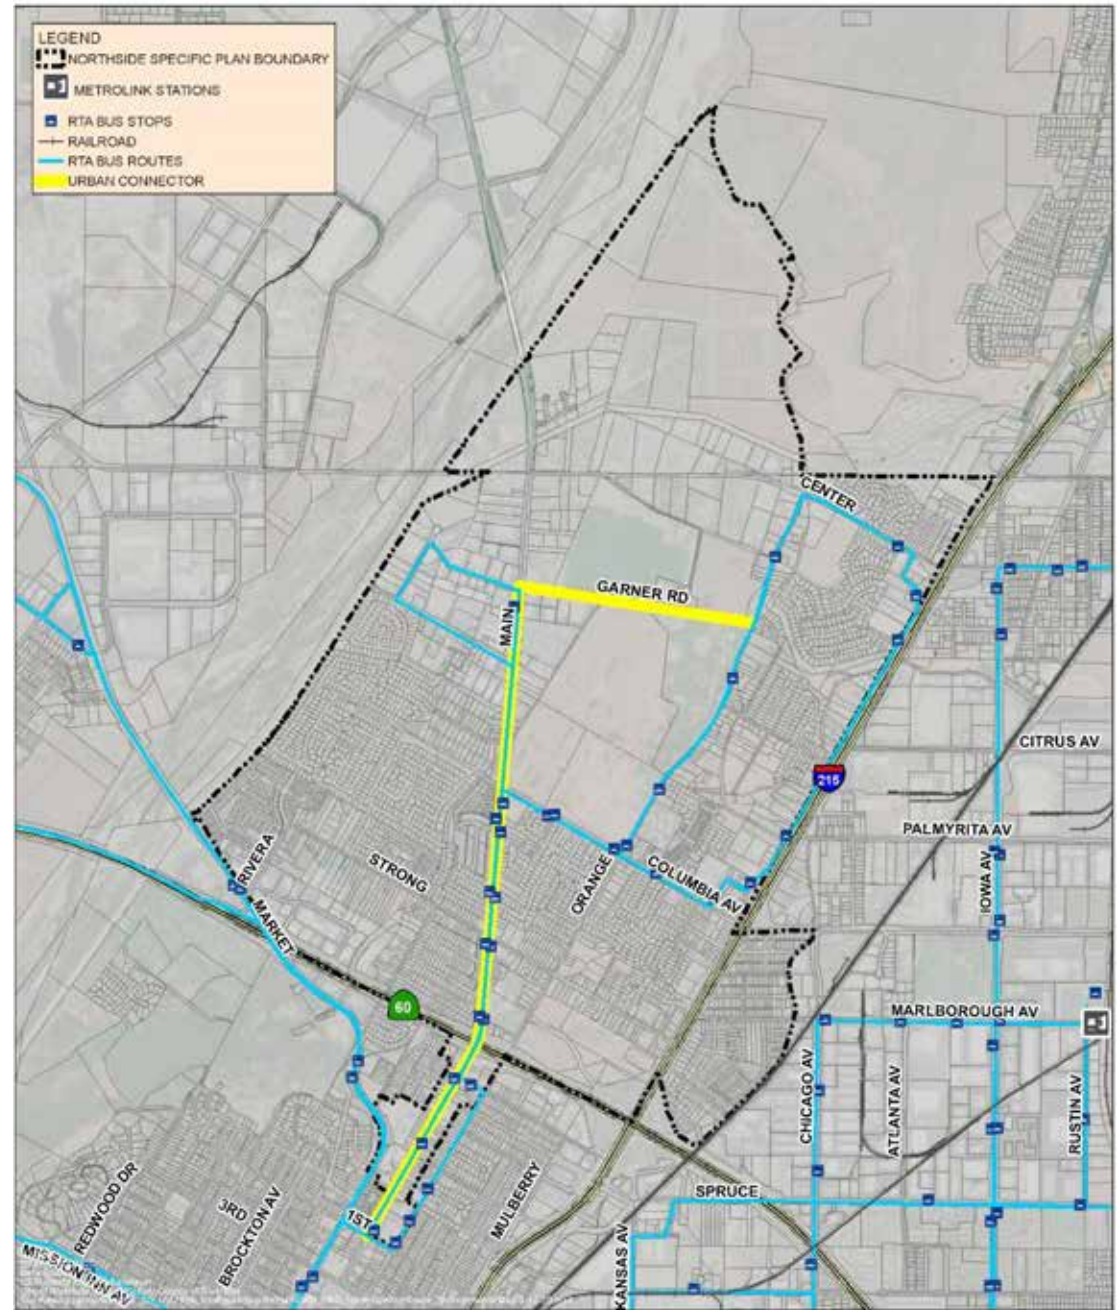 LEGEND
NORTHSIDE SPECIFIC PLAN BOUNDARY
METROLINK STATIONS
RTA BUS STOPS
RAILROAD
RTA BUS ROUTES
URBAN CONNECTOR
CENTER
GARNER RD
MAIN
CITRUS AV
215
PALMYRITA AV
IOWA AV
RIVERA
STRONG
ORANGE
COLUMBIA AV
MARKET
60
MARLBOROUGH AV
CHICAGO AV
ATLANTA AV
RUSTIN AV
REDWOOD DR
3RD
BROCKTON AV
1ST
MULBERRY
SPRUCE
KANSAS AV
MISSION INN AV